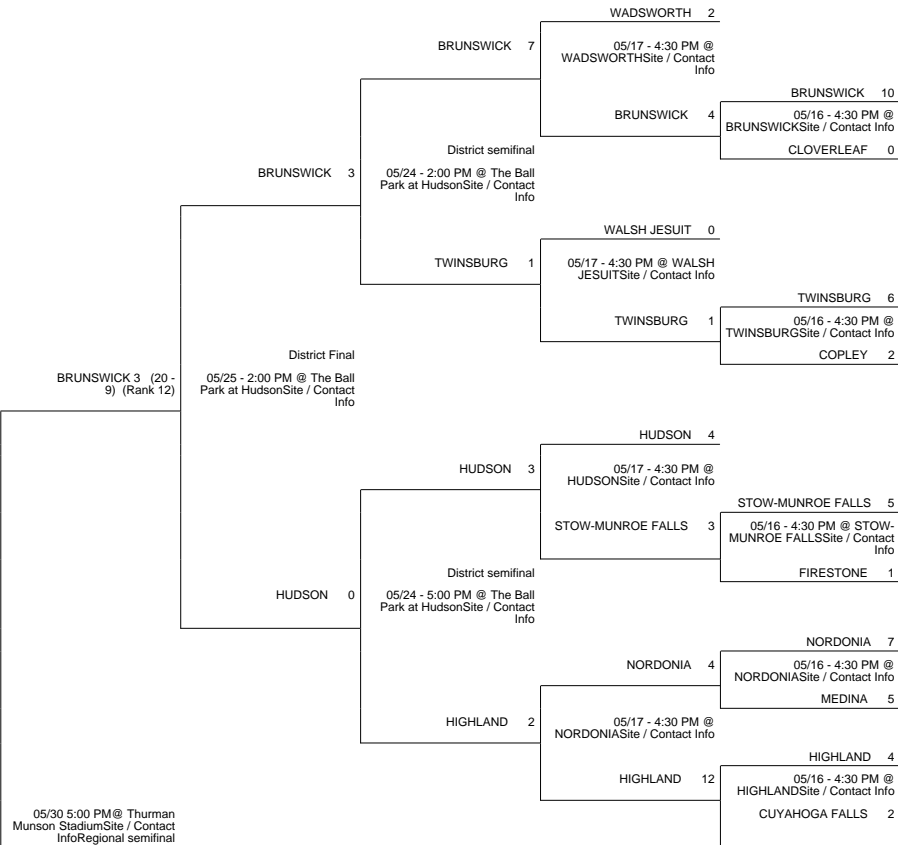 WADSWORTH 2
BRUNSWICK 7
05/17 - 4:30 PM @
WADSWORTHSite / Contact
Info
BRUNSWICK 10
BRUNSWICK 4
05/16 - 4:30 PM @
BRUNSWICKSite / Contact Info
CLOVERLEAF 0
District semifinal
BRUNSWICK 3
05/24 - 2:00 PM @ The Ball
Park at HudsonSite / Contact
Info
WALSH JESUIT 0
TWINSBURG 1
05/17 - 4:30 PM @ WALSH
JESUITSite / Contact Info
TWINSBURG 6
TWINSBURG 1
05/16 - 4:30 PM @
TWINSBURGSite / Contact Info
COPLEY 2
District Final
BRUNSWICK 3 (20 -
9) (Rank 12)
05/25 - 2:00 PM @ The Ball
Park at HudsonSite / Contact
Info
HUDSON 4
HUDSON 3
05/17 - 4:30 PM @
HUDSONSite / Contact Info
STOW-MUNROE FALLS 5
STOW-MUNROE FALLS 3
05/16 - 4:30 PM @ STOW-
MUNROE FALLSSite / Contact
Info
FIRESTONE 1
District semifinal
HUDSON 0
05/24 - 5:00 PM @ The Ball
Park at HudsonSite / Contact
Info
NORDONIA 7
NORDONIA 4
05/16 - 4:30 PM @
NORDONIASite / Contact Info
MEDINA 5
HIGHLAND 2
05/17 - 4:30 PM @
NORDONIASite / Contact Info
HIGHLAND 4
HIGHLAND 12
05/16 - 4:30 PM @
HIGHLANDSite / Contact Info
CUYAHOGA FALLS 2
05/30 5:00 PM@ Thurman
Munson StadiumSite / Contact
InfoRegional semifinal